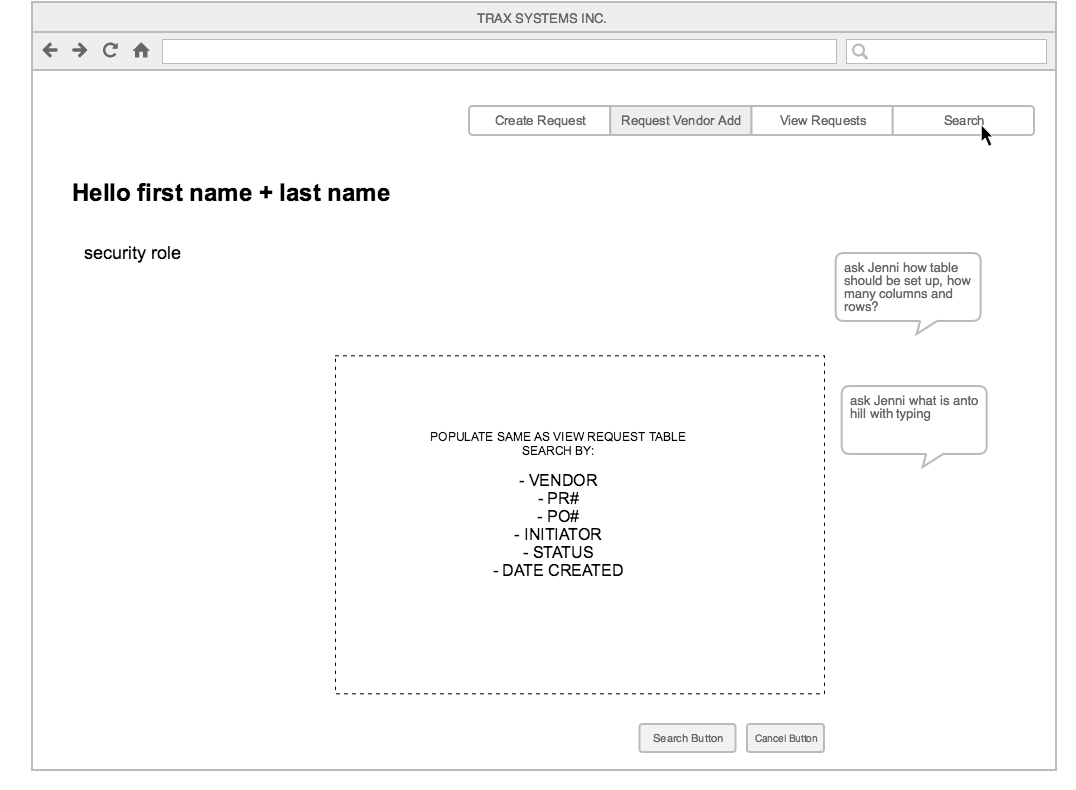 TRAX SYSTEMS INC.
Create Request
Request Vendor Add
View Requests
Search
Hello first name + last name
security role
ask Jenni how table
should be set up, how
many columns and
rows?
ask Jenni what is anto
hill with typing
POPULATE SAME AS VIEW REQUEST TABLE
SEARCH BY:
- VENDOR
- PR#
- PO#
- INITIATOR
- STATUS
- DATE CREATED
Search Button
Cancel Button